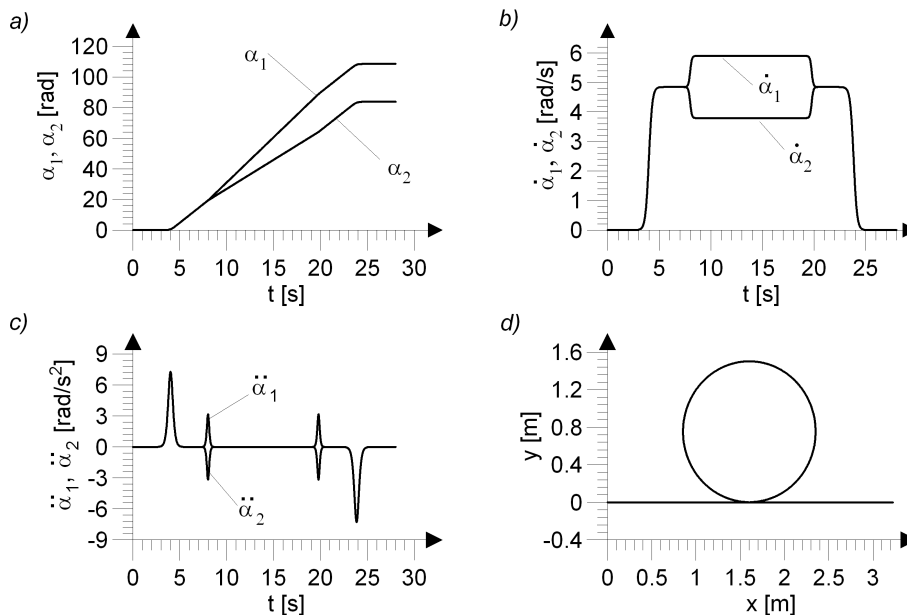 a)
α₁, α₂ [rad]
120
100
80
60
40
20
0
α₁
α₂
0 5 10 15 20 25 30
t [s]
b)
α̇₁, α̇₂ [rad/s]
6
5
4
3
2
1
0
α̇₁
α̇₂
0 5 10 15 20 25
t [s]
c)
α̈₁, α̈₂ [rad/s²]
9
6
3
0
-3
-6
-9
α̈₁
α̈₂
0 5 10 15 20 25 30
t [s]
d)
y [m]
1.6
1.2
0.8
0.4
0
-0.4
0 0.5 1 1.5 2 2.5 3
x [m]